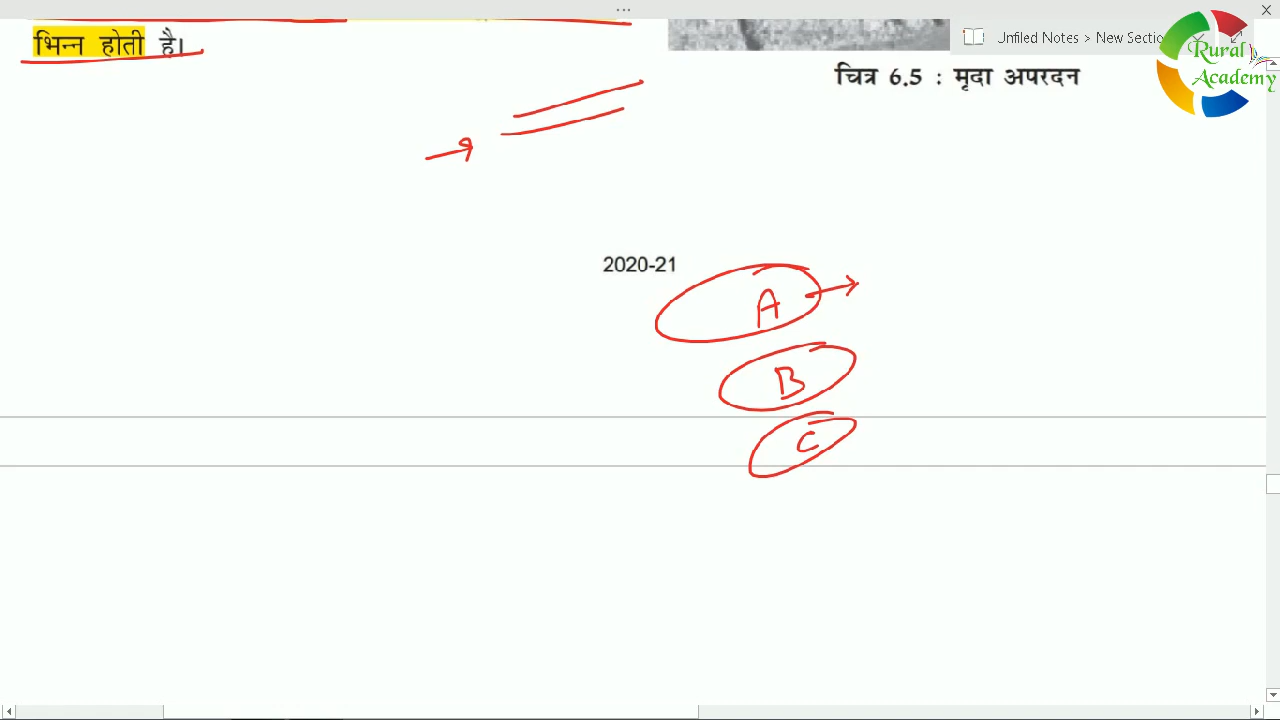 भिन्न होती है।
Unfiled Notes > New Sectio
Rural
Academy
चित्र 6.5 : मृदा अपरदन
2020-21
A
B
C